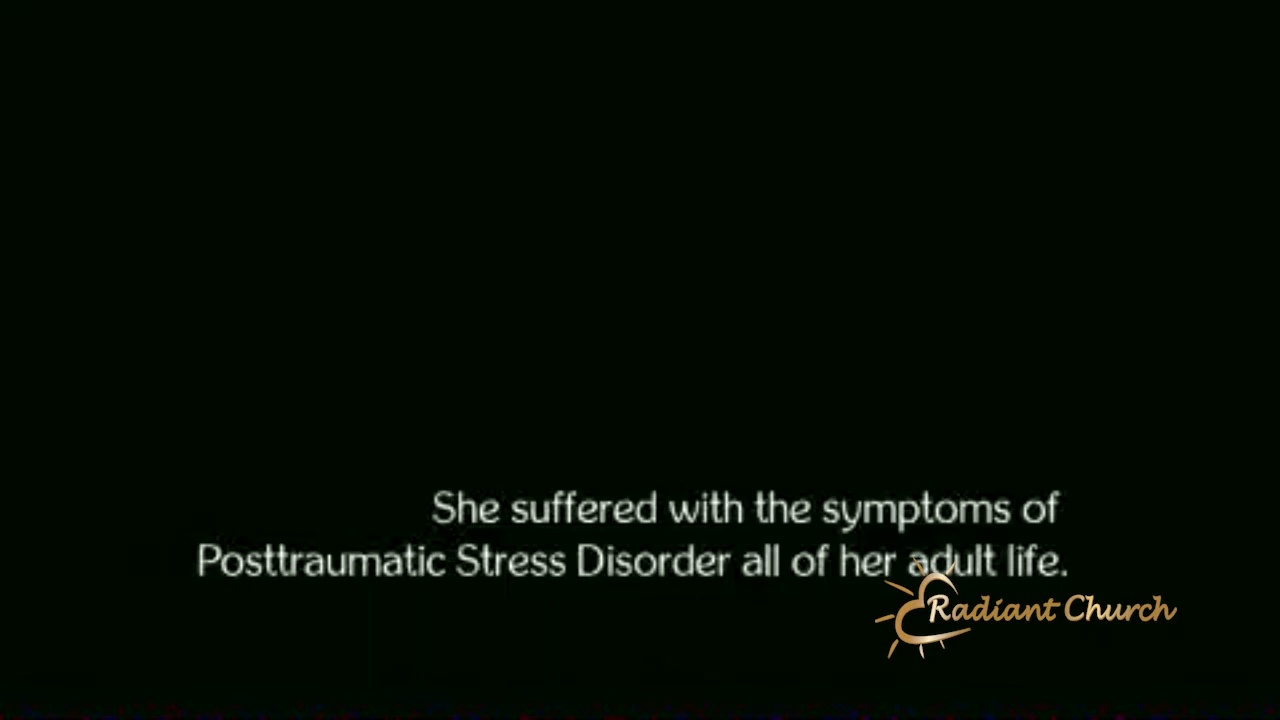 She suffered with the symptoms of
Posttraumatic Stress Disorder all of her adult life.
Radiant Church